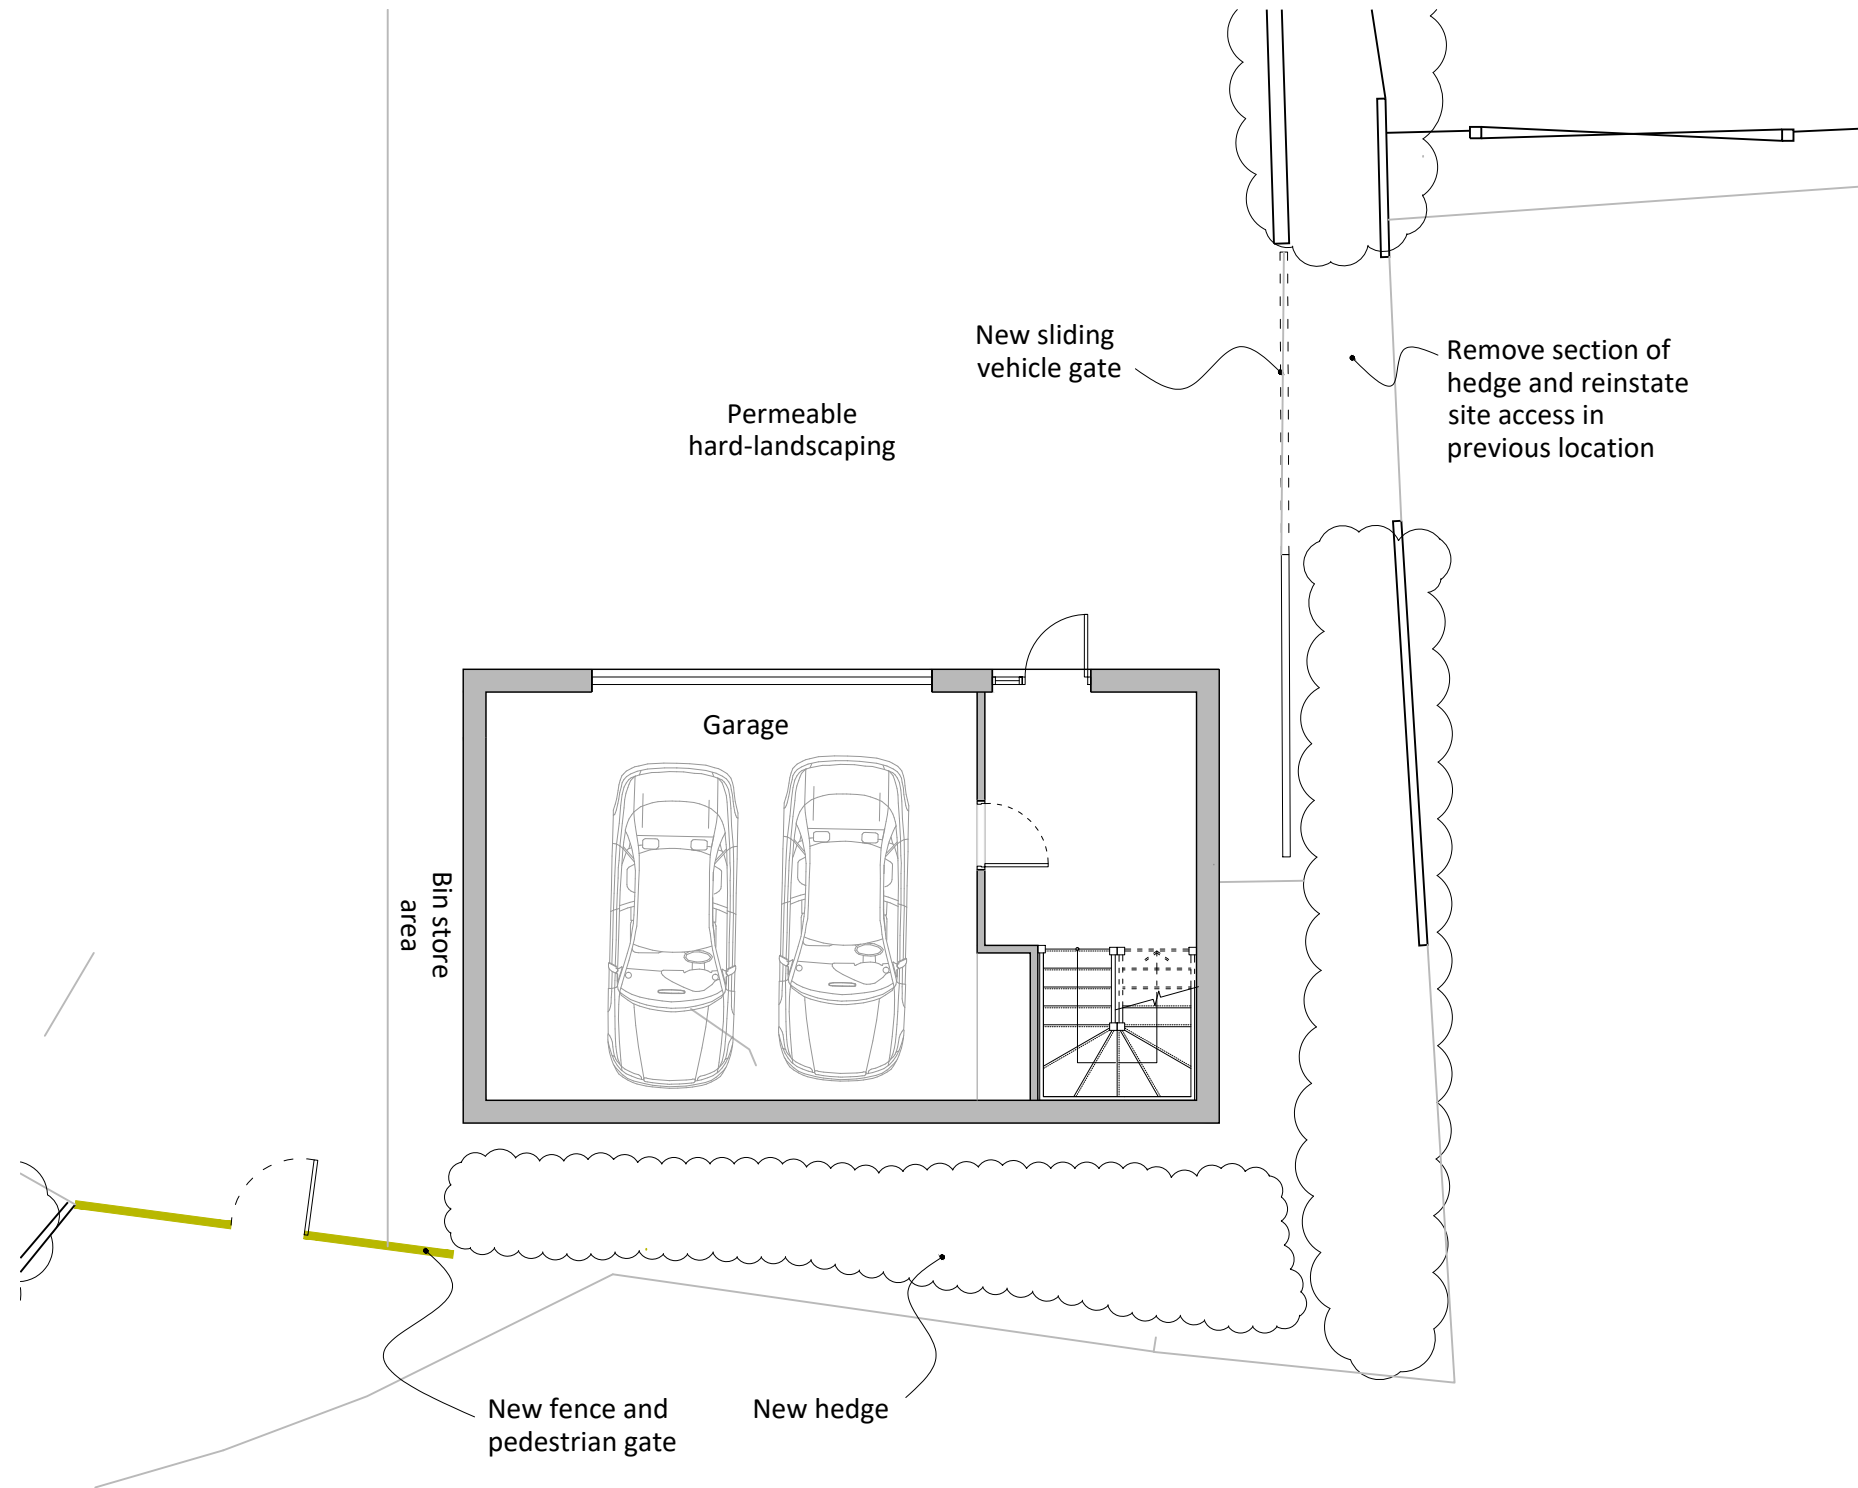 New sliding
vehicle gate
Remove section of
hedge and reinstate
site access in
previous location
Permeable
hard-landscaping
Garage
Bin store
area
New fence and
pedestrian gate
New hedge